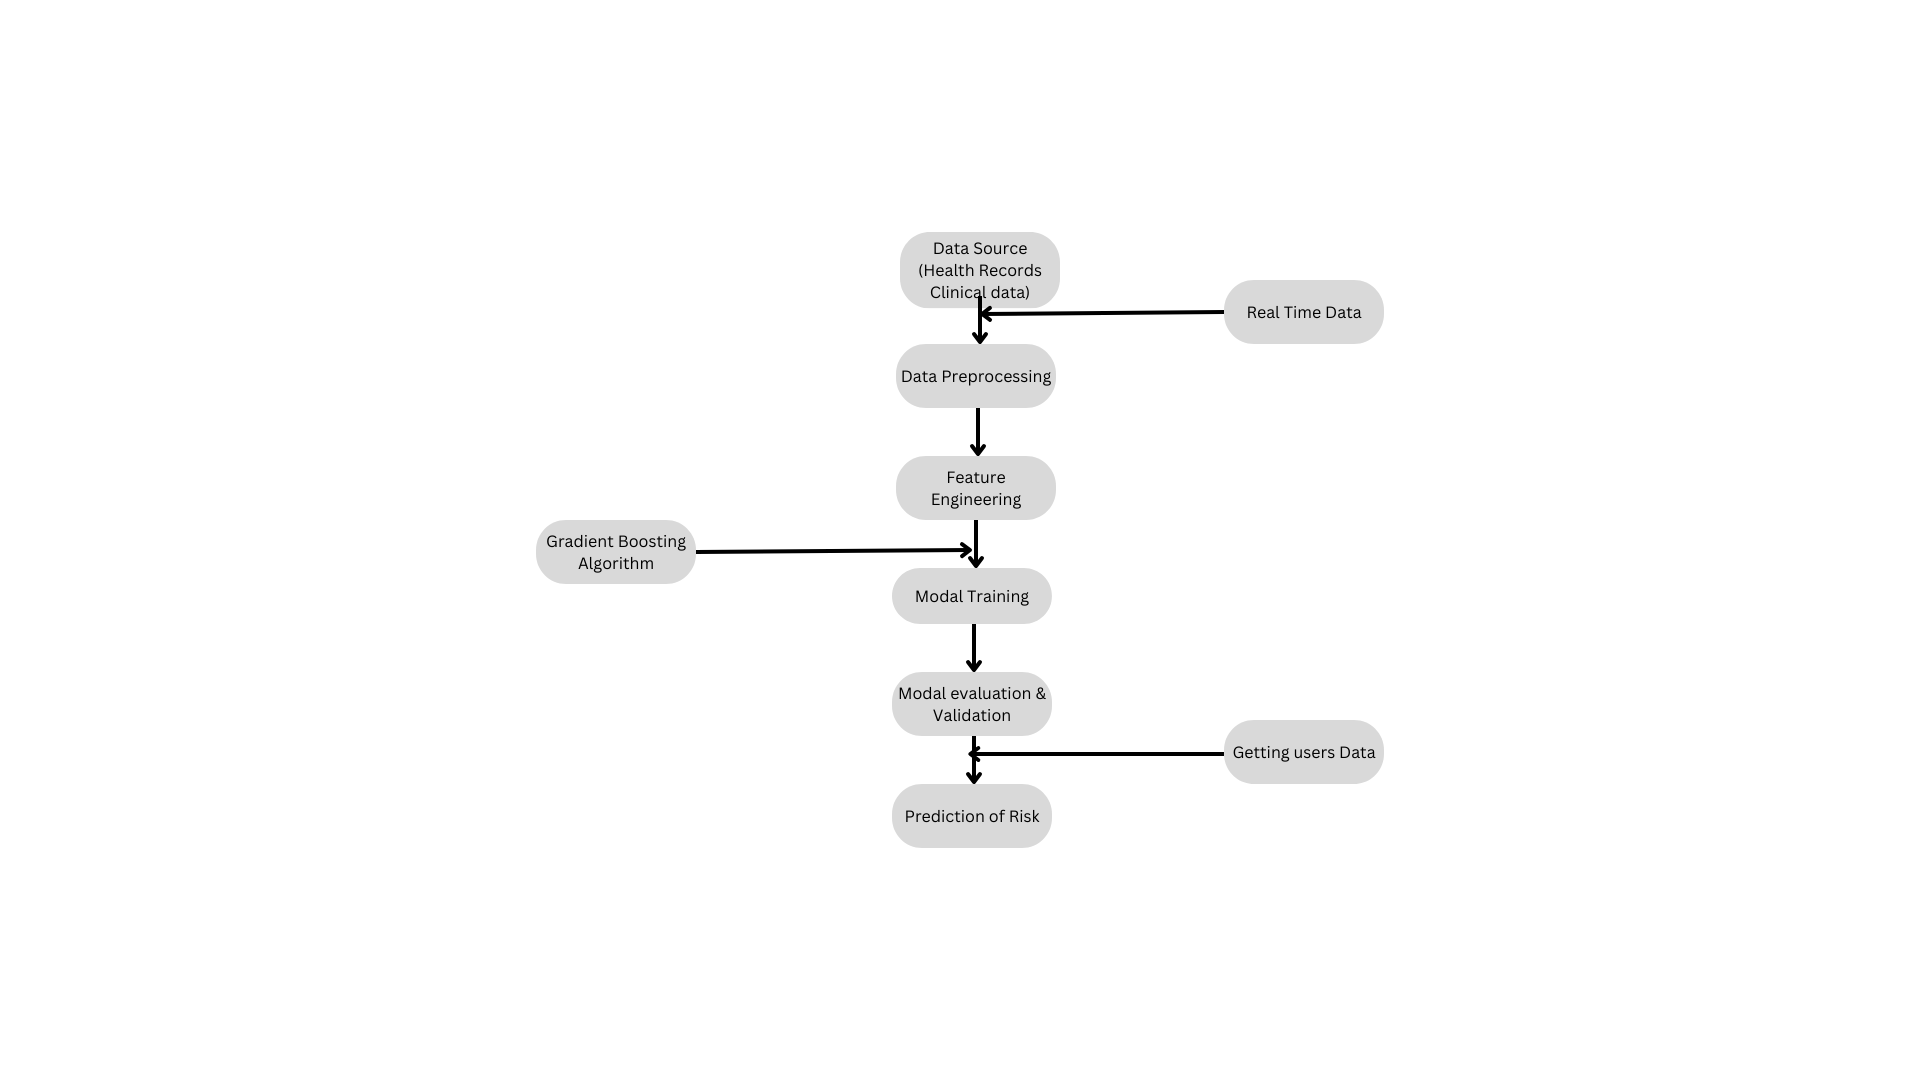 Data Source
(Health Records
Clinical data)
Real Time Data
Data Preprocessing
Feature
Engineering
Gradient Boosting
Algorithm
Modal Training
Modal evaluation &
Validation
Getting users Data
Prediction of Risk